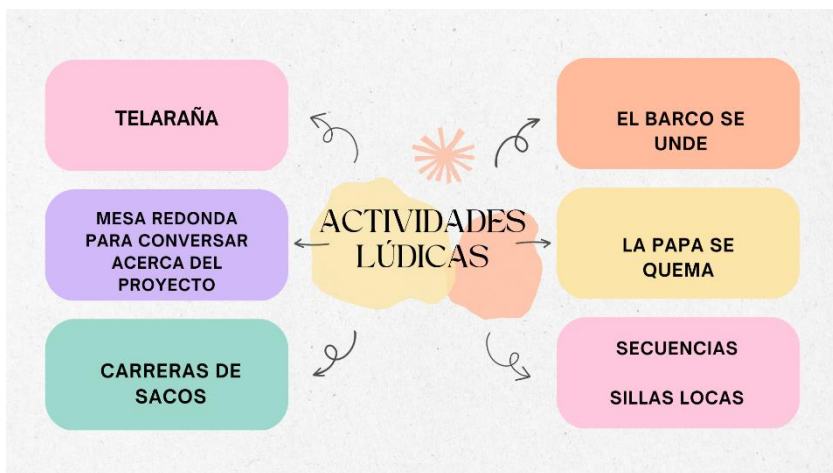 ACTIVIDADES
LÚDICAS
TELARAÑA
MESA REDONDA
PARA CONVERSAR
ACERCA DEL
PROYECTO
CARRERAS DE
SACOS
EL BARCO SE
UNDE
LA PAPA SE
QUEMA
SECUENCIAS
SILLAS LOCAS